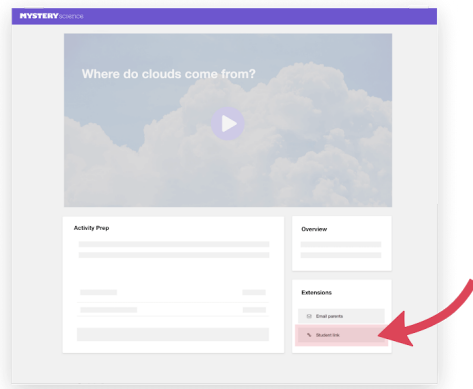 MYSTERY SCIENCE
Where do clouds come from?
Activity Prep
Overview
Extensions
Email parents
Student link